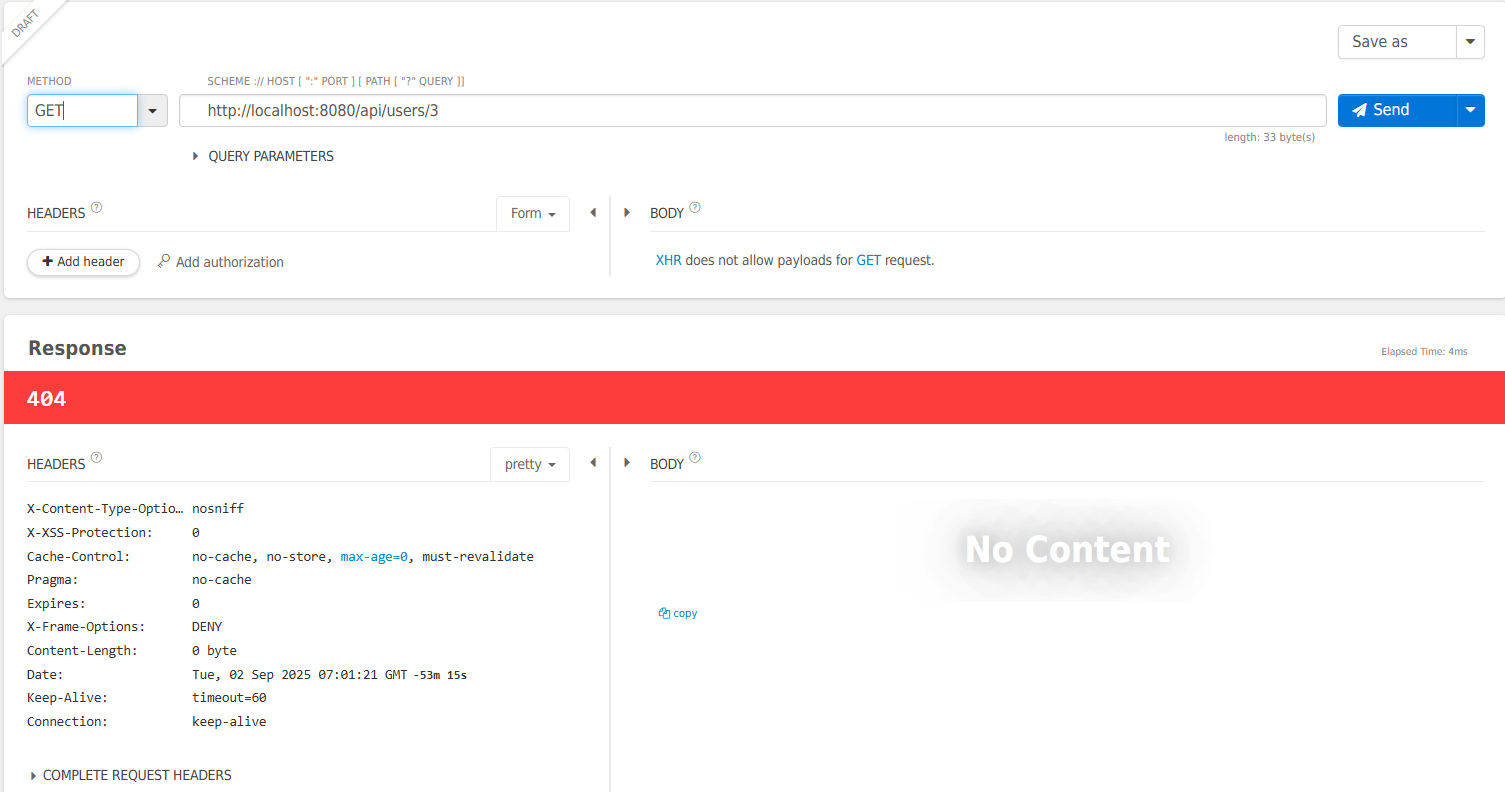 DRAFT
Save as
METHOD
SCHEME :// HOST [ ":" PORT ] [ PATH [ "?" QUERY ]]
GET
http://localhost:8080/api/users/3
Send
length: 33 byte(s)
QUERY PARAMETERS
HEADERS ?
Form
BODY ?
+ Add header
Add authorization
XHR does not allow payloads for GET request.
Response
Elapsed Time: 4ms
404
HEADERS ?
pretty
BODY ?
X-Content-Type-Optio… nosniff
X-XSS-Protection: 0
Cache-Control: no-cache, no-store, max-age=0, must-revalidate
Pragma: no-cache
Expires: 0
X-Frame-Options: DENY
Content-Length: 0 byte
Date: Tue, 02 Sep 2025 07:01:21 GMT -53m 15s
Keep-Alive: timeout=60
Connection: keep-alive
No Content
copy
COMPLETE REQUEST HEADERS